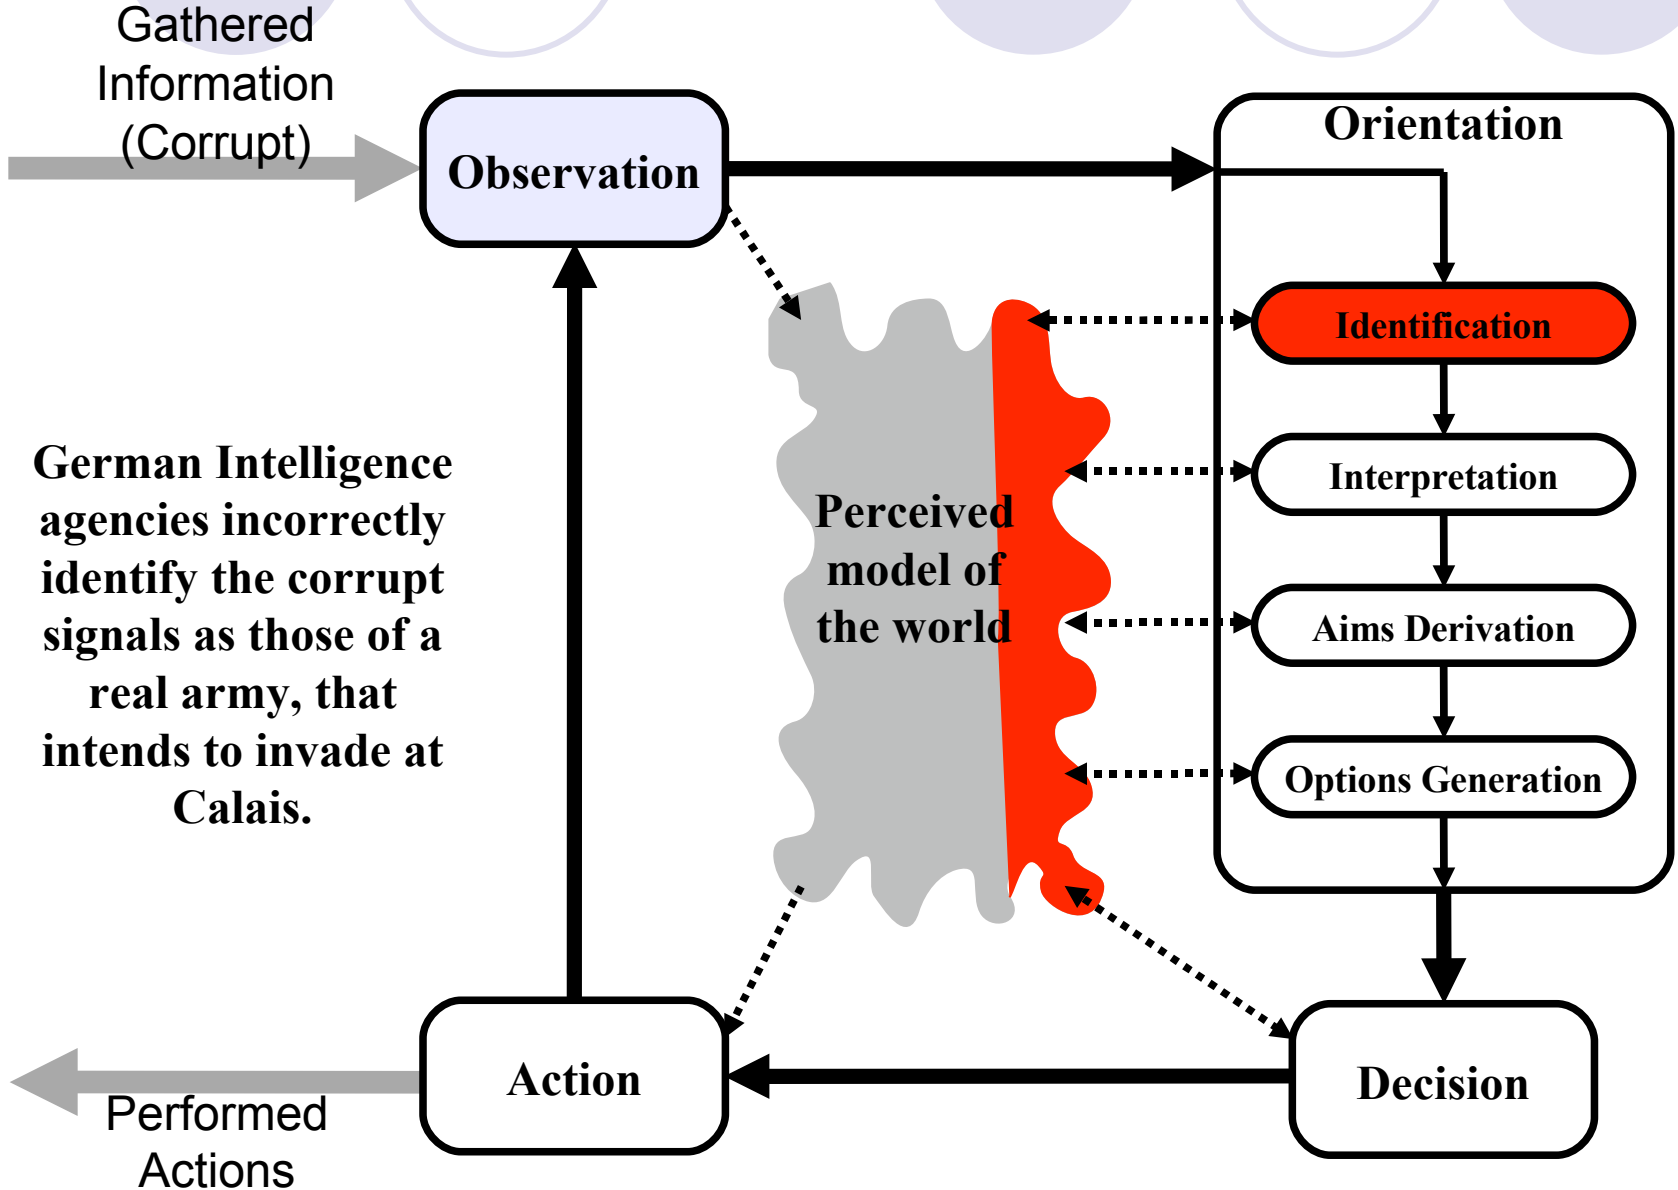 Gathered
Information
(Corrupt)
Observation
Orientation
Identification
Interpretation
Aims Derivation
Options Generation
Perceived
model of
the world
German Intelligence
agencies incorrectly
identify the corrupt
signals as those of a
real army, that
intends to invade at
Calais.
Action
Decision
Performed
Actions